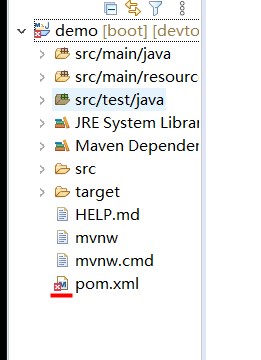 demo [boot] [devto
src/main/java
src/main/resourc
src/test/java
JRE System Librar
Maven Dependen
src
target
HELP.md
mvnw
mvnw.cmd
pom.xml